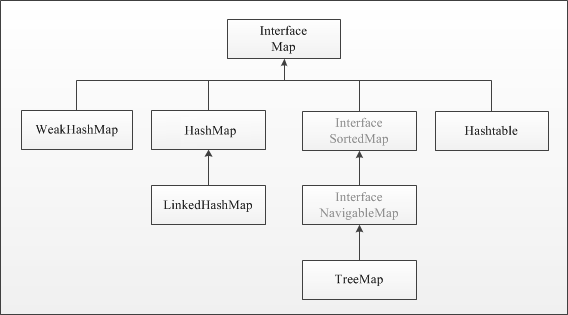 Interface
Map
WeakHashMap
HashMap
Interface
SortedMap
Hashtable
LinkedHashMap
Interface
NavigableMap
TreeMap